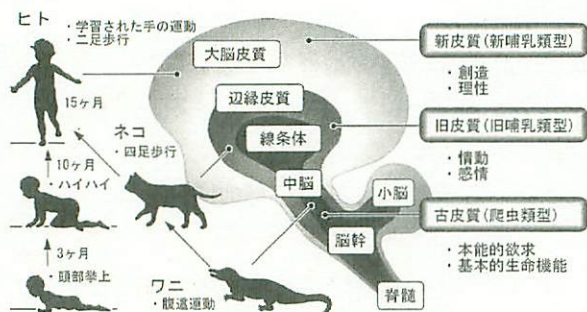 ヒト
・学習された手の運動
・二足歩行
大脳皮質
新皮質(新哺乳類型)
・創造
・理性
15ヶ月
辺縁皮質
ネコ
・四足歩行
線条体
旧皮質(旧哺乳類型)
・情動
・感情
10ヶ月
・ハイハイ
中脳
小脳
古皮質(爬虫類型)
脳幹
・本能的欲求
・基本的生命機能
3ヶ月
・頭部挙上
ワニ
・腹這運動
脊髄